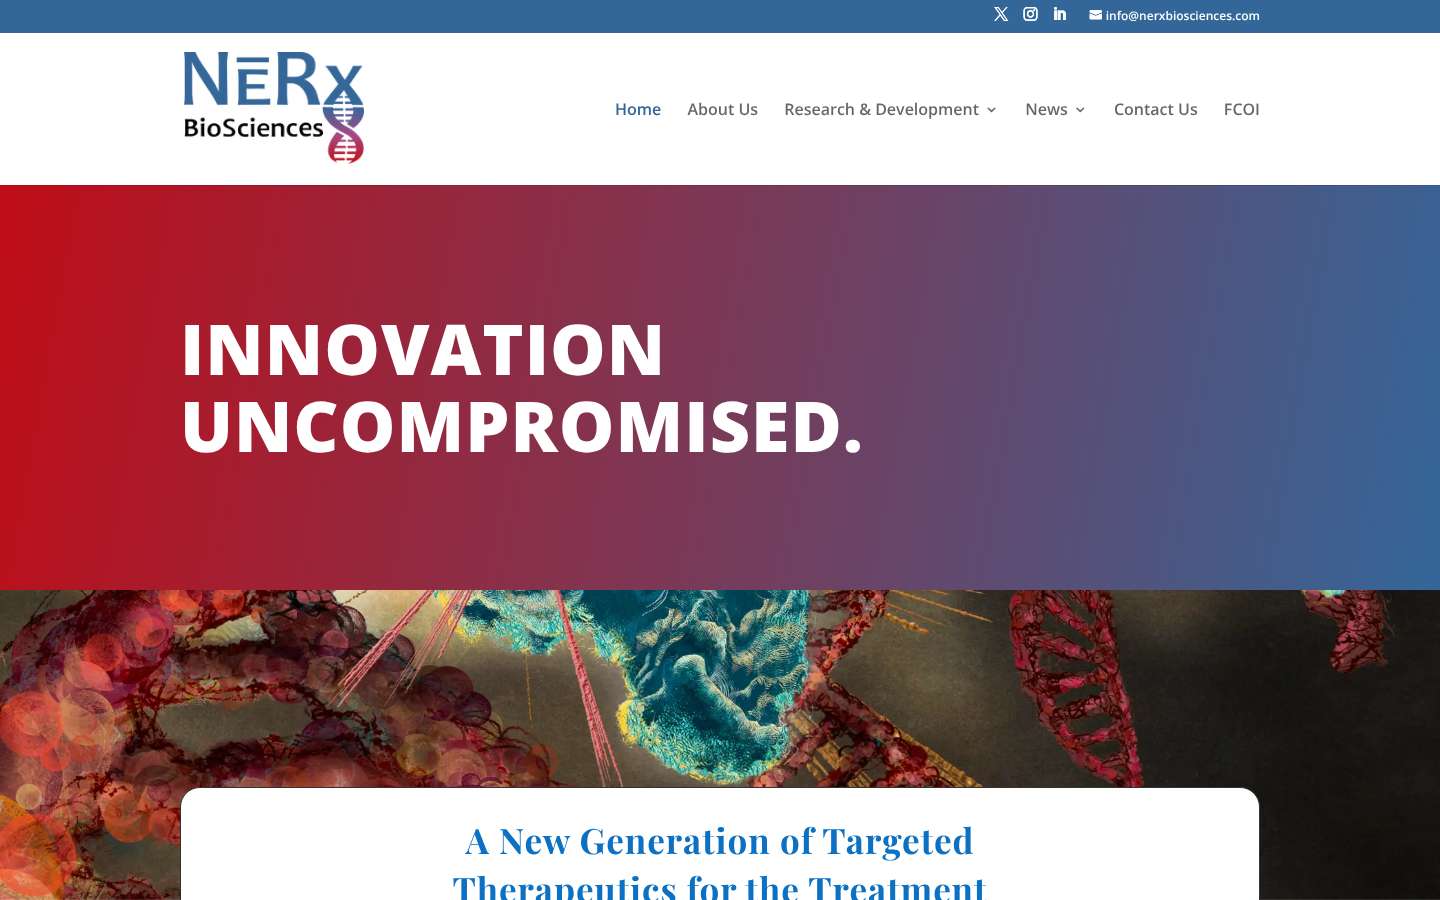 info@nerxbiosciences.com
NēRx
BioSciences
Home About Us Research & Development News Contact Us FCOI
INNOVATION
UNCOMPROMISED.
A New Generation of Targeted
Therapeutics for the Treatment